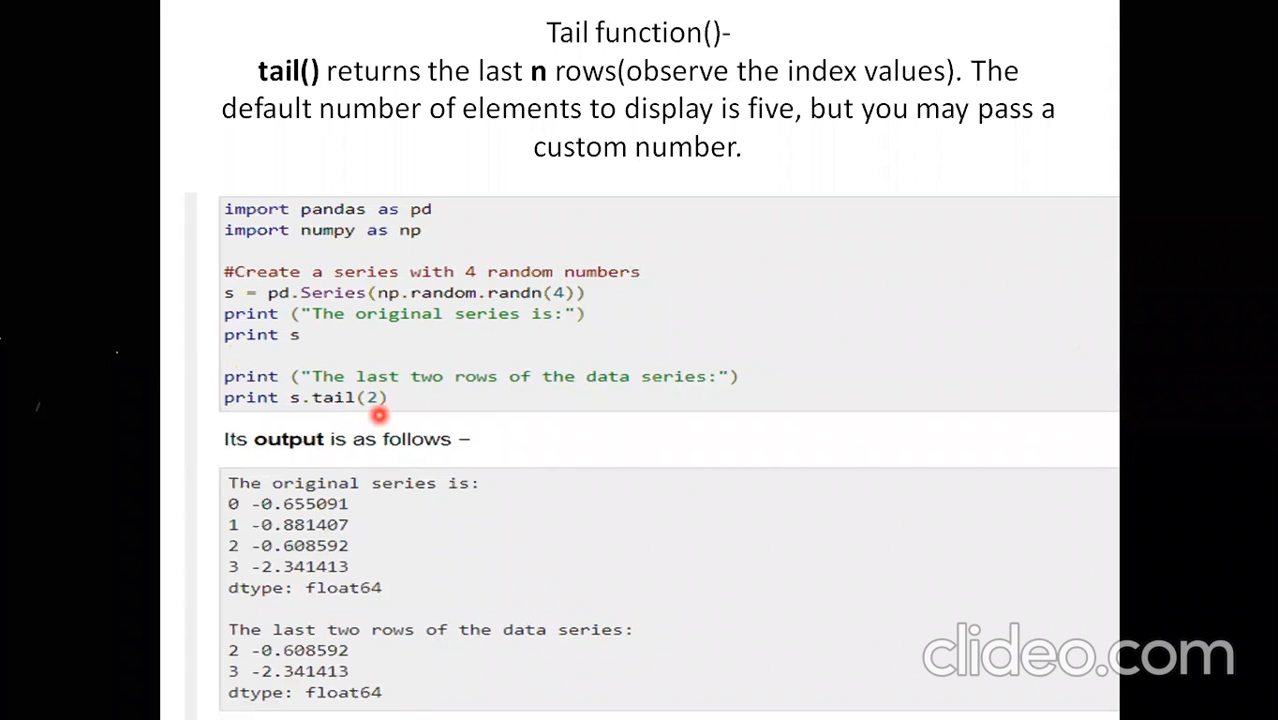 Tail function()-
tail() returns the last n rows(observe the index values). The
default number of elements to display is five, but you may pass a
custom number.
import pandas as pd
import numpy as np
#Create a series with 4 random numbers
s = pd.Series(np.random.randn(4))
print ("The original series is:")
print s
print ("The last two rows of the data series:")
print s.tail(2)
Its output is as follows −
The original series is:
0 -0.655091
1 -0.881407
2 -0.608592
3 -2.341413
dtype: float64
The last two rows of the data series:
2 -0.608592
3 -2.341413
dtype: float64
clideo.com